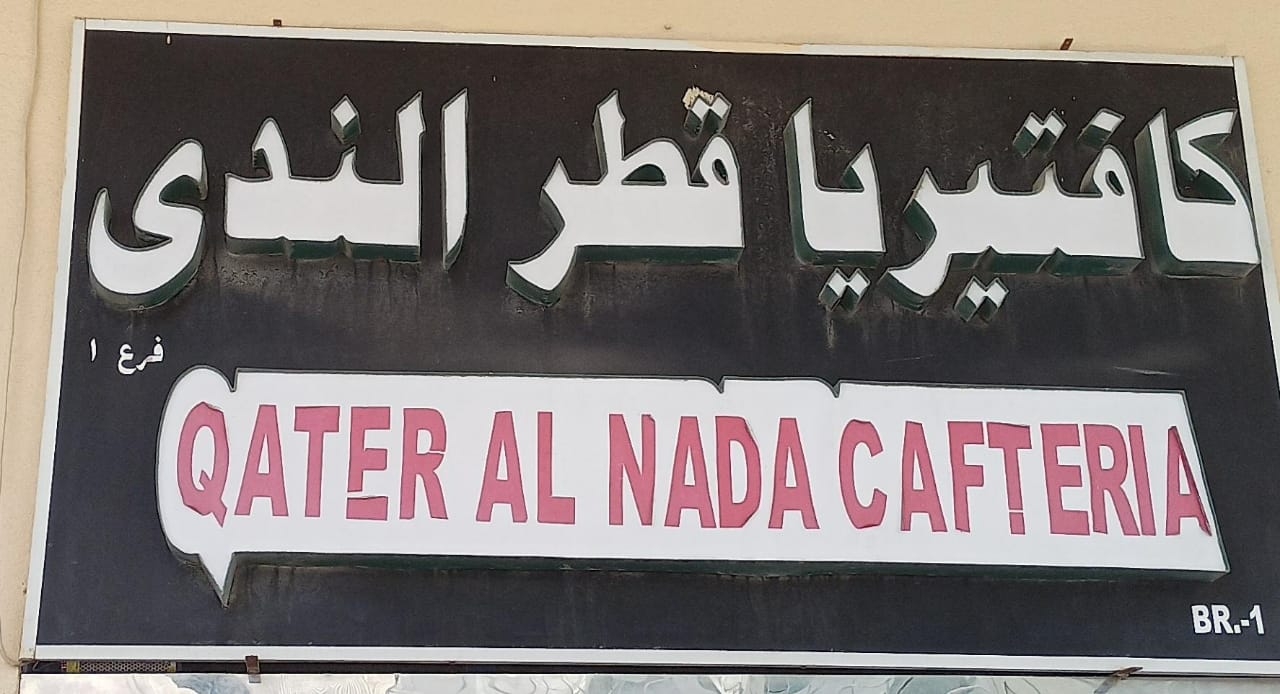 كافتيريا قطر الندى
فرع ١
QATER AL NADA CAFTERIA
BR.-1